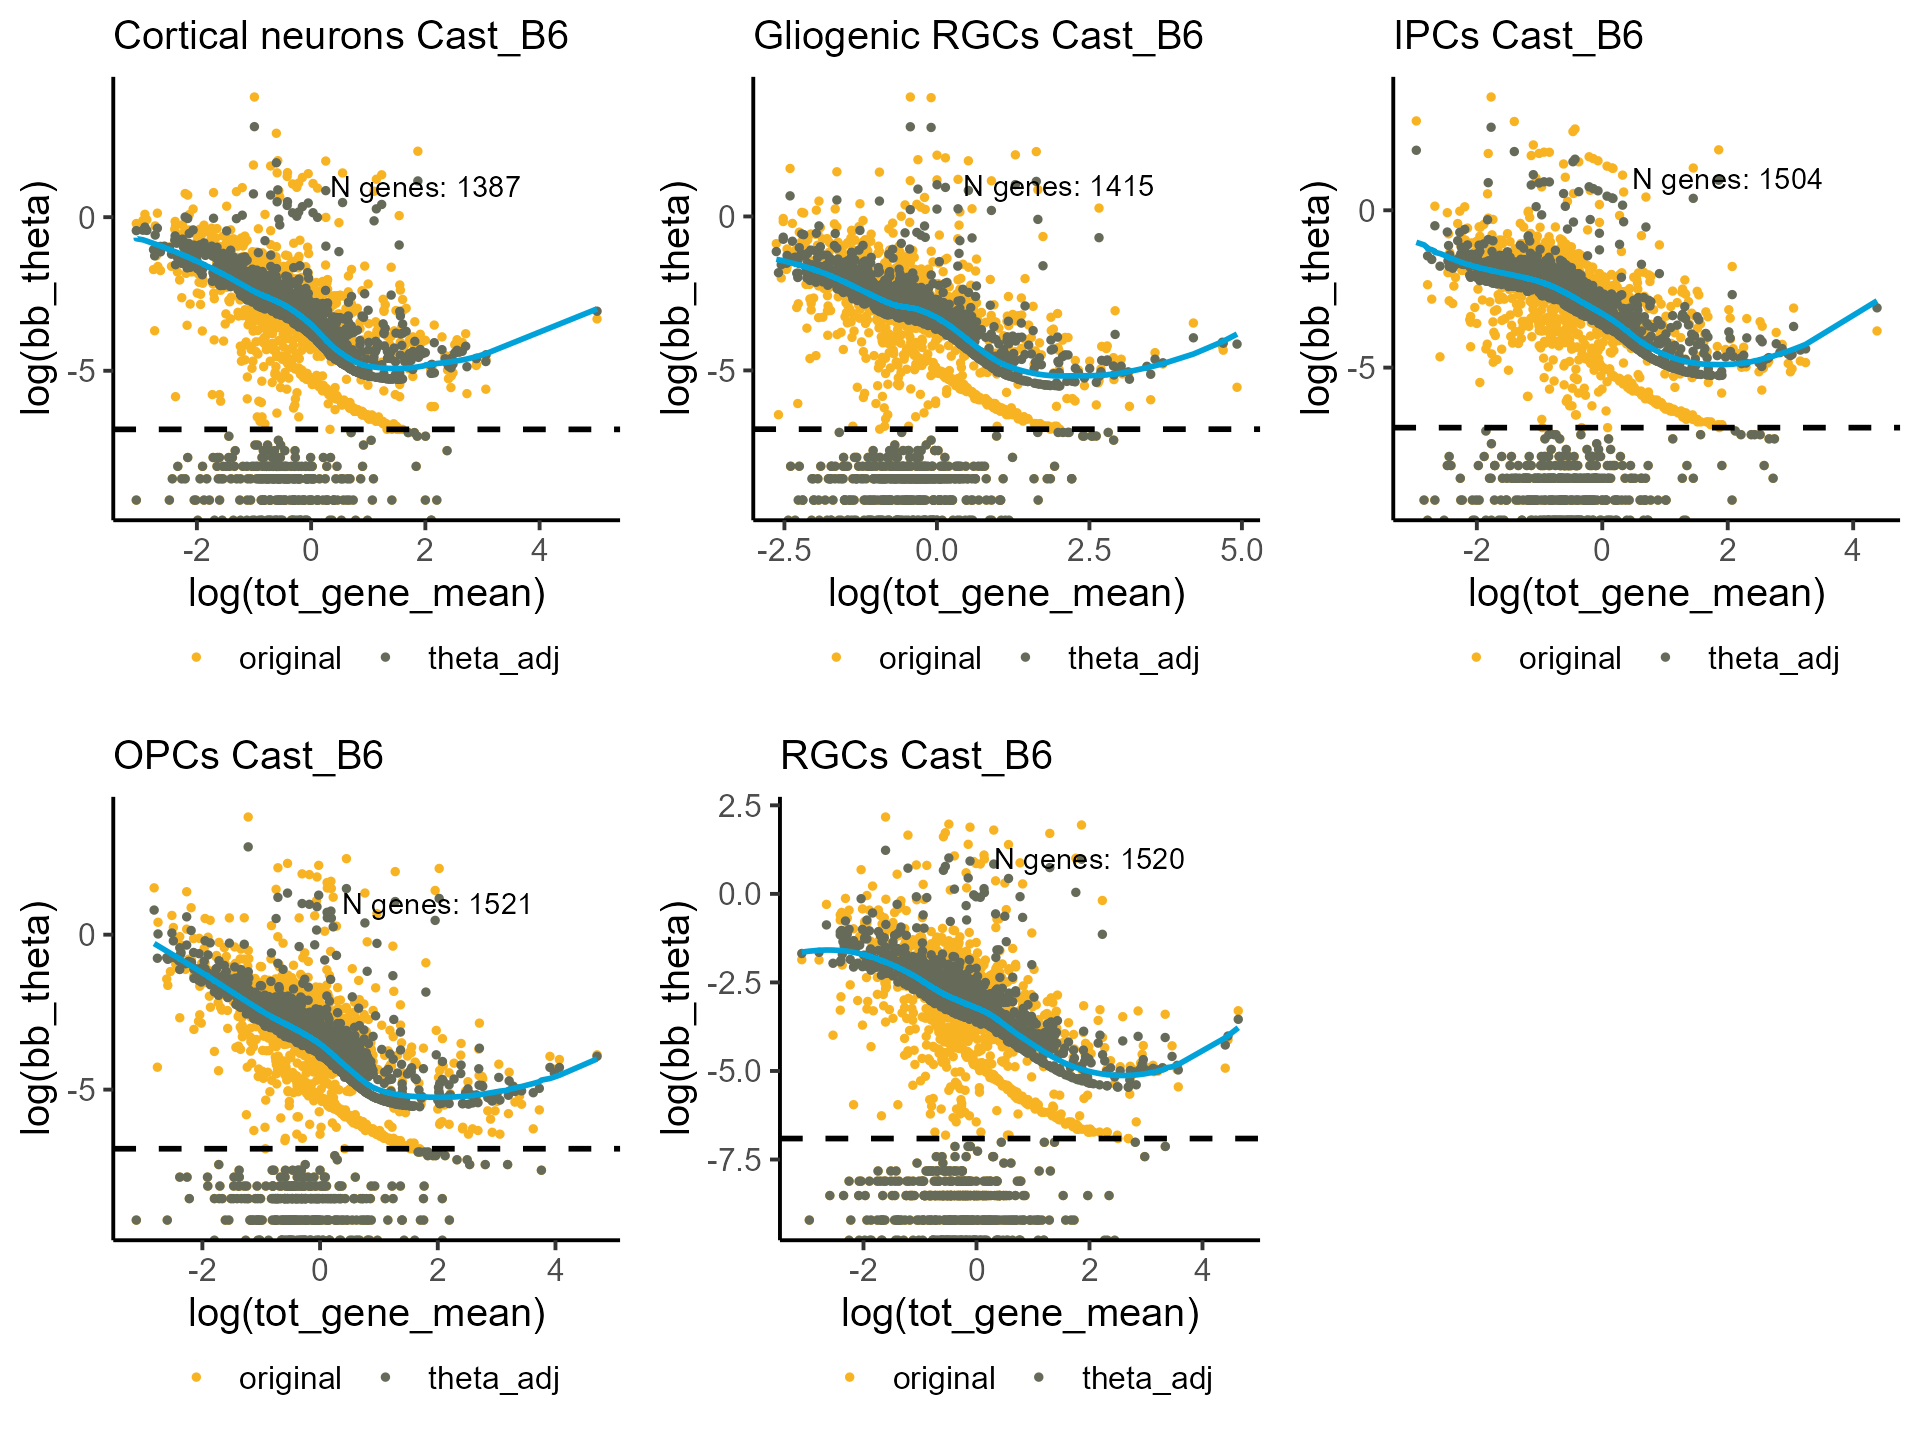 Cortical neurons Cast_B6
log(bb_theta)
0
-5
N genes: 1387
-2 0 2 4
log(tot_gene_mean)
original theta_adj
Gliogenic RGCs Cast_B6
log(bb_theta)
0
-5
N genes: 1415
-2.5 0.0 2.5 5.0
log(tot_gene_mean)
original theta_adj
IPCs Cast_B6
log(bb_theta)
0
-5
N genes: 1504
-2 0 2 4
log(tot_gene_mean)
original theta_adj
OPCs Cast_B6
log(bb_theta)
0
-5
N genes: 1521
-2 0 2 4
log(tot_gene_mean)
original theta_adj
RGCs Cast_B6
log(bb_theta)
2.5
0.0
-2.5
-5.0
-7.5
N genes: 1520
-2 0 2 4
log(tot_gene_mean)
original theta_adj